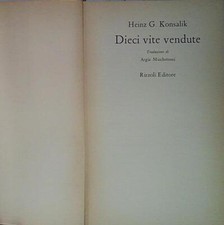 Heinz G. Konsalik
Dieci vite vendute
Traduzione di
Rizzoli Editore